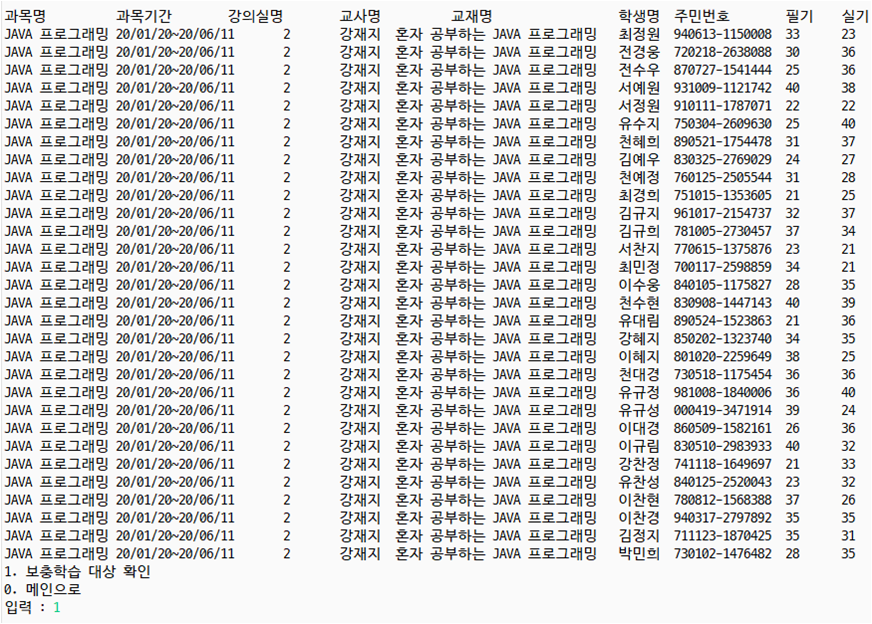 과목명 과목기간 강의실명 교사명 교재명 학생명 주민번호 필기 실기
JAVA 프로그래밍 20/01/20~20/06/11 2 강재지 혼자 공부하는 JAVA 프로그래밍 최정원 940613-1150008 33 23
JAVA 프로그래밍 20/01/20~20/06/11 2 강재지 혼자 공부하는 JAVA 프로그래밍 전경웅 720218-2638088 30 36
JAVA 프로그래밍 20/01/20~20/06/11 2 강재지 혼자 공부하는 JAVA 프로그래밍 전수우 870727-1541444 25 36
JAVA 프로그래밍 20/01/20~20/06/11 2 강재지 혼자 공부하는 JAVA 프로그래밍 서예원 931009-1121742 40 38
JAVA 프로그래밍 20/01/20~20/06/11 2 강재지 혼자 공부하는 JAVA 프로그래밍 서정원 910111-1787071 22 22
JAVA 프로그래밍 20/01/20~20/06/11 2 강재지 혼자 공부하는 JAVA 프로그래밍 유수지 750304-2609630 25 40
JAVA 프로그래밍 20/01/20~20/06/11 2 강재지 혼자 공부하는 JAVA 프로그래밍 천혜희 890521-1754478 31 37
JAVA 프로그래밍 20/01/20~20/06/11 2 강재지 혼자 공부하는 JAVA 프로그래밍 김예우 830325-2769029 24 27
JAVA 프로그래밍 20/01/20~20/06/11 2 강재지 혼자 공부하는 JAVA 프로그래밍 천예정 760125-2505544 31 28
JAVA 프로그래밍 20/01/20~20/06/11 2 강재지 혼자 공부하는 JAVA 프로그래밍 최경희 751015-1353605 21 25
JAVA 프로그래밍 20/01/20~20/06/11 2 강재지 혼자 공부하는 JAVA 프로그래밍 김규지 961017-2154737 32 37
JAVA 프로그래밍 20/01/20~20/06/11 2 강재지 혼자 공부하는 JAVA 프로그래밍 김규희 781005-2730457 37 34
JAVA 프로그래밍 20/01/20~20/06/11 2 강재지 혼자 공부하는 JAVA 프로그래밍 서찬지 770615-1375876 23 21
JAVA 프로그래밍 20/01/20~20/06/11 2 강재지 혼자 공부하는 JAVA 프로그래밍 최민정 700117-2598859 34 21
JAVA 프로그래밍 20/01/20~20/06/11 2 강재지 혼자 공부하는 JAVA 프로그래밍 이수웅 840105-1175827 28 35
JAVA 프로그래밍 20/01/20~20/06/11 2 강재지 혼자 공부하는 JAVA 프로그래밍 천수현 830908-1447143 40 39
JAVA 프로그래밍 20/01/20~20/06/11 2 강재지 혼자 공부하는 JAVA 프로그래밍 유대림 890524-1523863 21 36
JAVA 프로그래밍 20/01/20~20/06/11 2 강재지 혼자 공부하는 JAVA 프로그래밍 강혜지 850202-1323740 34 35
JAVA 프로그래밍 20/01/20~20/06/11 2 강재지 혼자 공부하는 JAVA 프로그래밍 이혜지 801020-2259649 38 25
JAVA 프로그래밍 20/01/20~20/06/11 2 강재지 혼자 공부하는 JAVA 프로그래밍 천대경 730518-1175454 36 36
JAVA 프로그래밍 20/01/20~20/06/11 2 강재지 혼자 공부하는 JAVA 프로그래밍 유규정 981008-1840006 36 40
JAVA 프로그래밍 20/01/20~20/06/11 2 강재지 혼자 공부하는 JAVA 프로그래밍 유규성 000419-3471914 39 24
JAVA 프로그래밍 20/01/20~20/06/11 2 강재지 혼자 공부하는 JAVA 프로그래밍 이대경 860509-1582161 26 36
JAVA 프로그래밍 20/01/20~20/06/11 2 강재지 혼자 공부하는 JAVA 프로그래밍 이규림 830510-2983933 40 32
JAVA 프로그래밍 20/01/20~20/06/11 2 강재지 혼자 공부하는 JAVA 프로그래밍 강찬정 741118-1649697 21 33
JAVA 프로그래밍 20/01/20~20/06/11 2 강재지 혼자 공부하는 JAVA 프로그래밍 유찬성 840125-2520043 23 32
JAVA 프로그래밍 20/01/20~20/06/11 2 강재지 혼자 공부하는 JAVA 프로그래밍 이찬현 780812-1568388 37 26
JAVA 프로그래밍 20/01/20~20/06/11 2 강재지 혼자 공부하는 JAVA 프로그래밍 이찬경 940317-2797892 35 35
JAVA 프로그래밍 20/01/20~20/06/11 2 강재지 혼자 공부하는 JAVA 프로그래밍 김정지 711123-1870425 35 31
JAVA 프로그래밍 20/01/20~20/06/11 2 강재지 혼자 공부하는 JAVA 프로그래밍 박민희 730102-1476482 28 35
1. 보충학습 대상 확인
0. 메인으로
입력 : 1